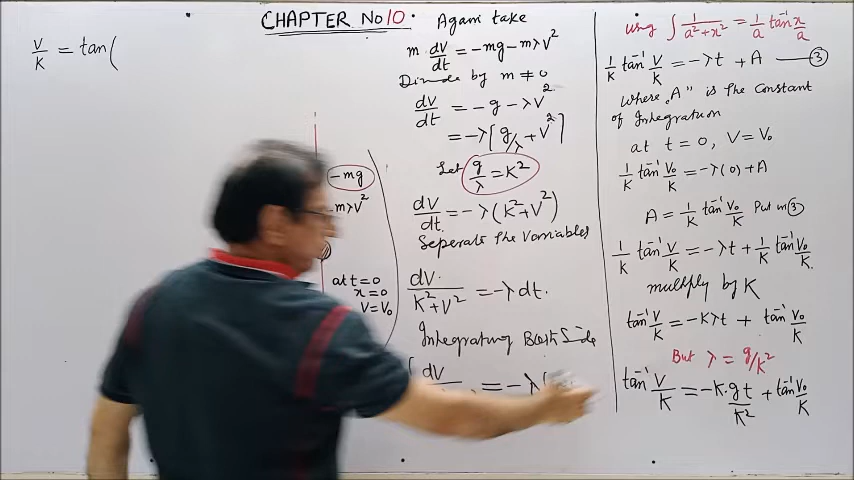 CHAPTER No 10.
V/K = tan(
-mg
mλV²
at t=0
x=0
V=V₀
Again take
m dV/dt = -mg - mλV²
Divide by m ≠ 0
dV/dt = -g - λV²
= -λ[g/λ + V²]
Let g/λ = K²
dV/dt = -λ(K²+V²)
Seperate the variables
dV/K²+V² = -λ dt.
Integrating Both Side
∫ dV = -λ∫
using ∫ 1/a²+x² = 1/a tan⁻¹ x/a
1/K tan⁻¹ V/K = -λt + A —— ③
where "A" is the constant
of Integration
at t = 0, V = V₀
1/K tan⁻¹ V₀/K = -λ(0) + A
A = 1/K tan⁻¹ V₀/K Put in ③
1/K tan⁻¹ V/K = -λt + 1/K tan⁻¹ V₀/K.
multiply by K
tan⁻¹ V/K = -Kλt + tan⁻¹ V₀/K
But λ = g/K²
tan⁻¹ V/K = -K.gt/K² + tan⁻¹ V₀/K